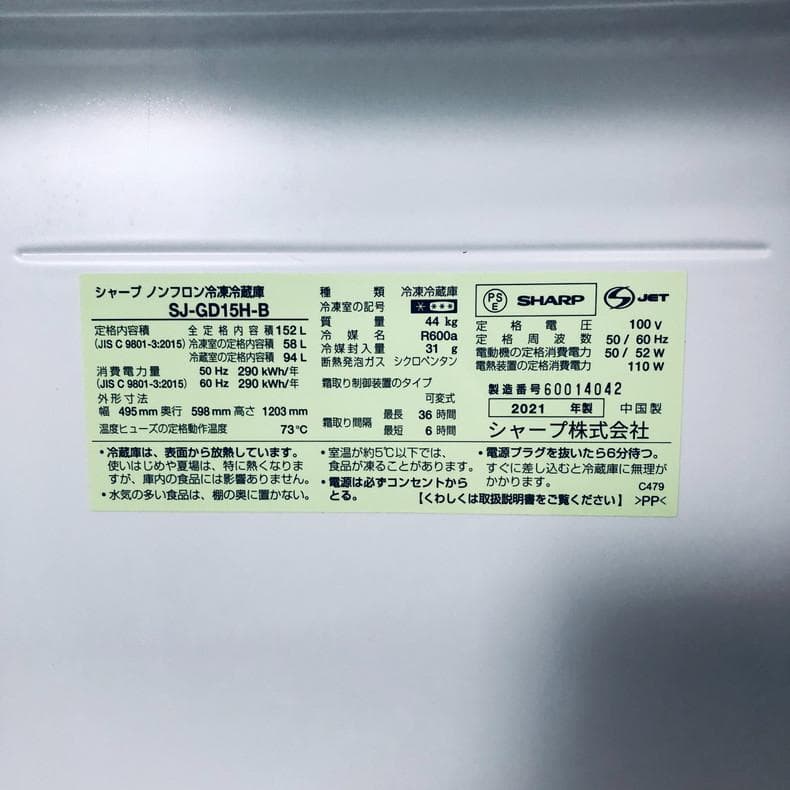 シャープ ノンフロン冷凍冷蔵庫
SJ-GD15H-B
定格内容積 全定格内容積 152 L
(JIS C 9801-3:2015) 冷凍室の定格内容積 58 L
冷蔵室の定格内容積 94 L
消費電力量 50 Hz 290 kWh/年
(JIS C 9801-3:2015) 60 Hz 290 kWh/年
外形寸法
幅 495mm 奥行 598 mm 高さ 1203 mm
温度ヒューズの定格動作温度 73℃
種類 冷凍冷蔵庫
冷凍室の記号
質量 44 kg
冷媒名 R600a
冷媒封入量 31 g
断熱発泡ガス シクロペンタン
霜取り制御装置のタイプ
可変式
霜取り間隔 最長 36 時間
最短 6 時間
PSE SHARP S JET
定格電圧 100 V
定格周波数 50 / 60 Hz
電動機の定格消費電力 50 / 52 W
電熱装置の定格消費電力 110 W
製造番号 60014042
2021 年製 中国製
シャープ株式会社
・冷蔵庫は、表面から放熱しています。
使いはじめや夏場は、特に熱くなりま
すが、庫内の食品には影響ありません。
・水気の多い食品は、棚の奥に置かない。
・室温が約5℃以下では、
食品が凍ることがあります。
・電源は必ずコンセントから
とる。
・電源プラグを抜いたら6分待つ。
すぐに差し込むと冷蔵庫に無理が
かかります。
C479
【くわしくは取扱説明書をご覧ください】 >PP<